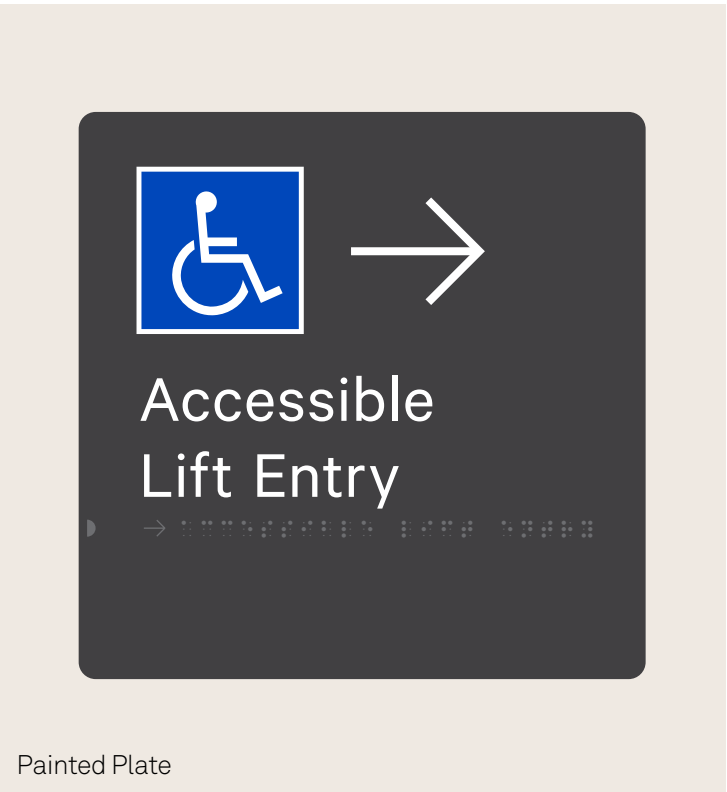 Accessible
Lift Entry
→ ⠁⠉⠉⠑⠎⠎⠊⠃⠇⠑ ⠇⠊⠋⠞ ⠑⠝⠞⠗⠽
Painted Plate